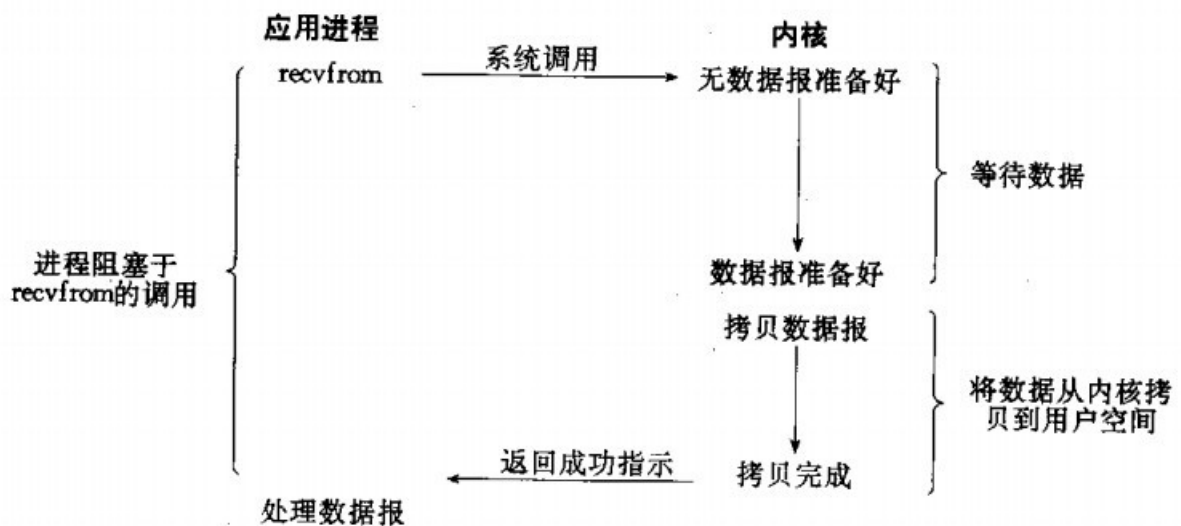 应用进程
内核
recvfrom
系统调用
无数据报准备好
等待数据
进程阻塞于
recvfrom的调用
数据报准备好
拷贝数据报
将数据从内核拷
贝到用户空间
返回成功指示
拷贝完成
处理数据报